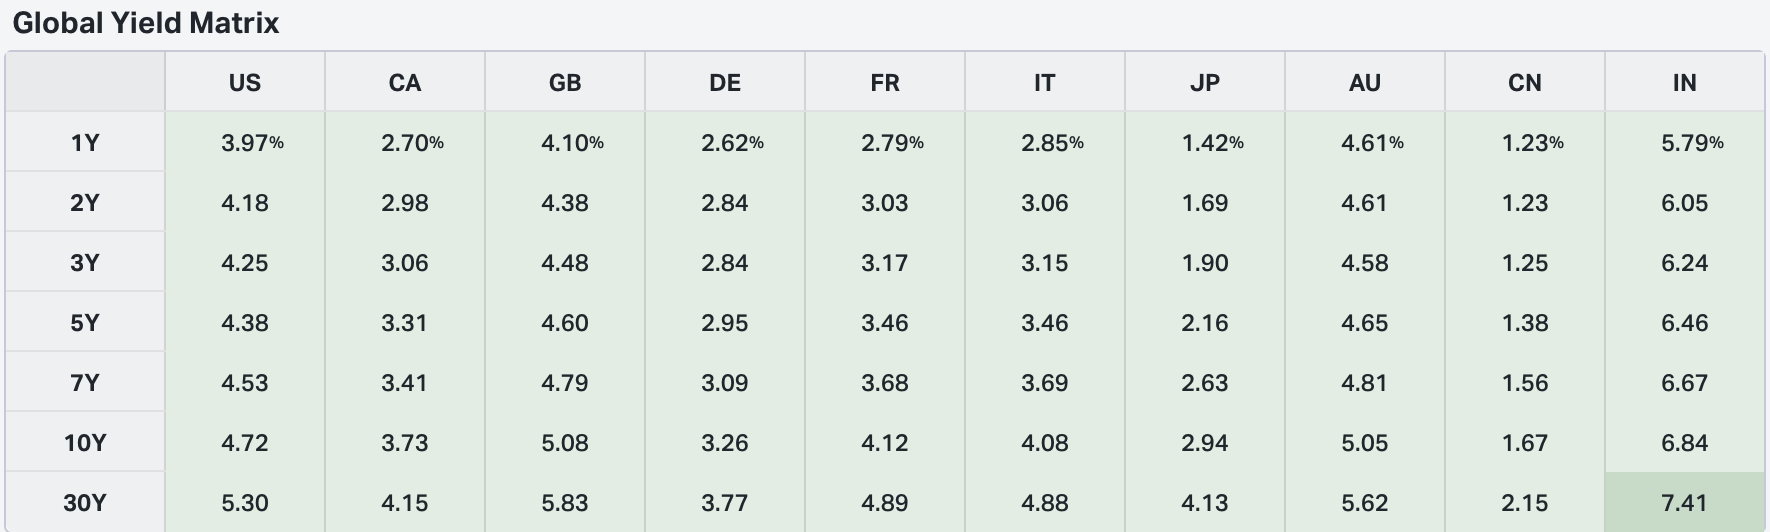 Global Yield Matrix
US CA GB DE FR IT JP AU CN IN
1Y 3.97% 2.70% 4.10% 2.62% 2.79% 2.85% 1.42% 4.61% 1.23% 5.79%
2Y 4.18 2.98 4.38 2.84 3.03 3.06 1.69 4.61 1.23 6.05
3Y 4.25 3.06 4.48 2.84 3.17 3.15 1.90 4.58 1.25 6.24
5Y 4.38 3.31 4.60 2.95 3.46 3.46 2.16 4.65 1.38 6.46
7Y 4.53 3.41 4.79 3.09 3.68 3.69 2.63 4.81 1.56 6.67
10Y 4.72 3.73 5.08 3.26 4.12 4.08 2.94 5.05 1.67 6.84
30Y 5.30 4.15 5.83 3.77 4.89 4.88 4.13 5.62 2.15 7.41